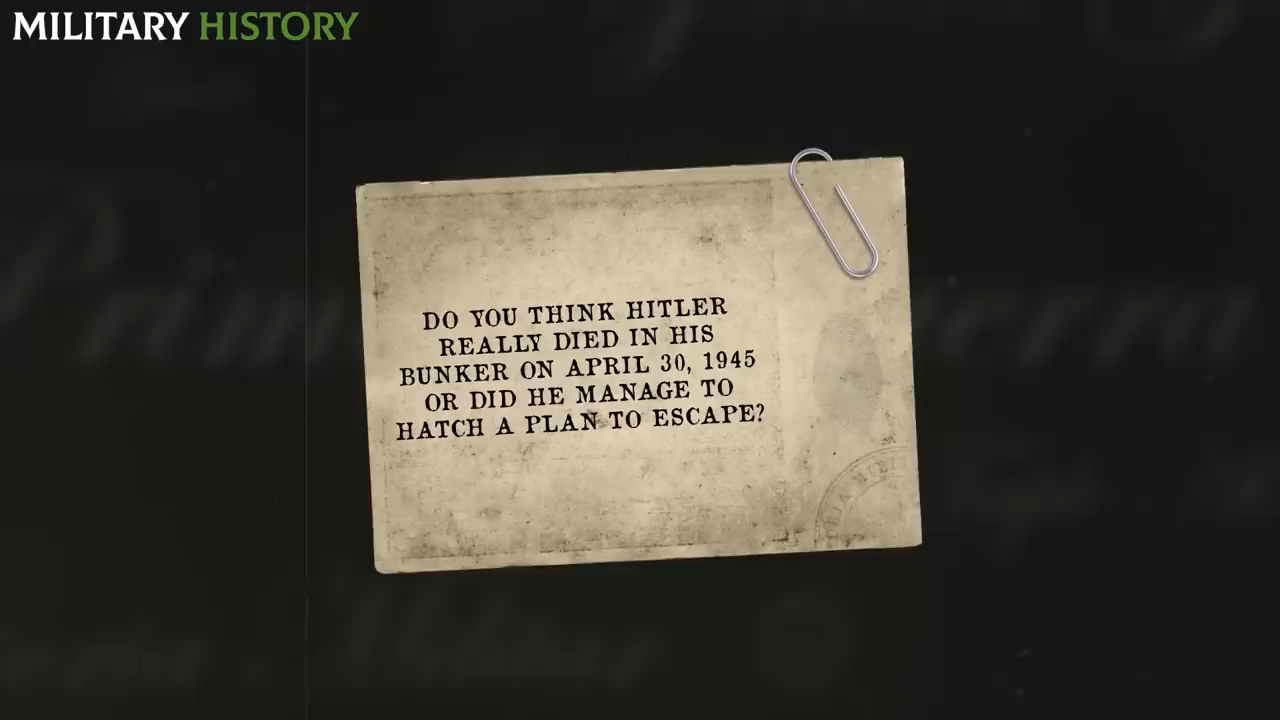 MILITARY HISTORY
DO YOU THINK HITLER
REALLY DIED IN HIS
BUNKER ON APRIL 30, 1945
OR DID HE MANAGE TO
HATCH A PLAN TO ESCAPE?